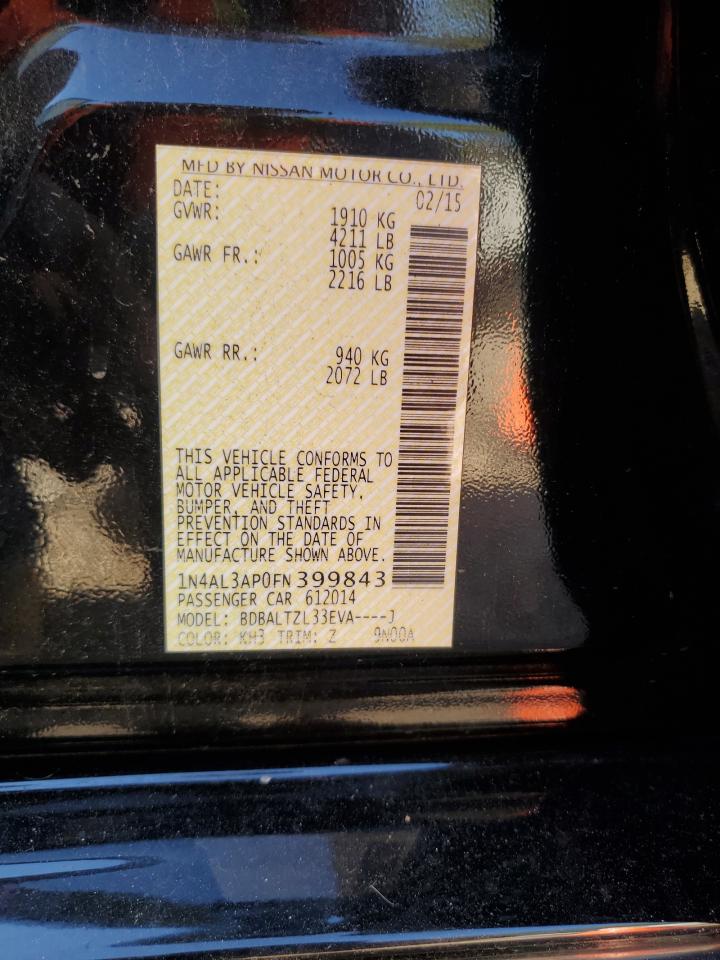 MFD BY NISSAN MOTOR CO., LTD.
DATE: 02/15
GVWR: 1910 KG
4211 LB
GAWR FR.: 1005 KG
2216 LB
GAWR RR.: 940 KG
2072 LB
THIS VEHICLE CONFORMS TO
ALL APPLICABLE FEDERAL
MOTOR VEHICLE SAFETY,
BUMPER, AND THEFT
PREVENTION STANDARDS IN
EFFECT ON THE DATE OF
MANUFACTURE SHOWN ABOVE.
1N4AL3AP0FN399843
PASSENGER CAR 612014
MODEL: BDBALTZL33EVA----J
COLOR: KH3 TRIM: Z 9N00A